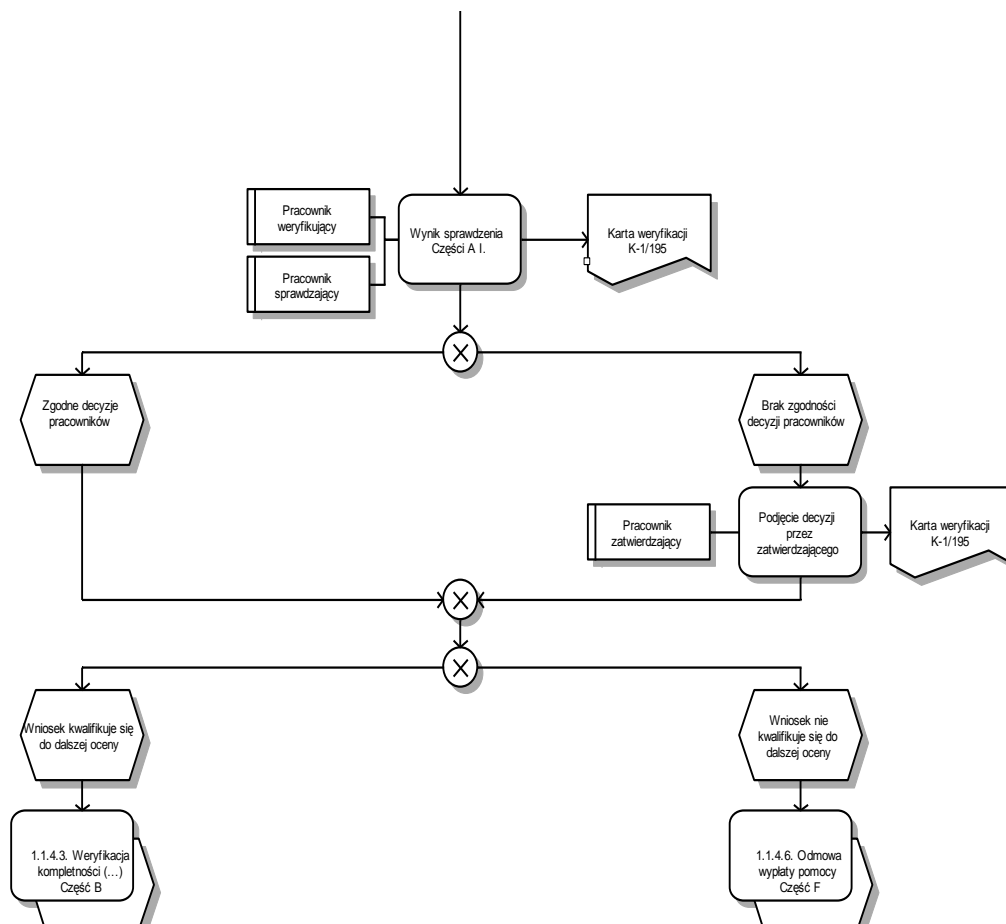 Pracownik
weryfikujący
Wynik sprawdzenia
Części A I.
Karta weryfikacji
K-1/195
Pracownik
sprawdzający
Zgodne decyzje
pracowników
Brak zgodności
decyzji pracowników
Pracownik
zatwierdzający
Podjęcie decyzji
przez
zatwierdzającego
Karta weryfikacji
K-1/195
Wniosek kwalifikuje się
do dalszej oceny
Wniosek nie
kwalifikuje się do
dalszej oceny
1.1.4.3. Weryfikacja
kompletności (...)
Część B
1.1.4.6. Odmowa
wypłaty pomocy
Część F